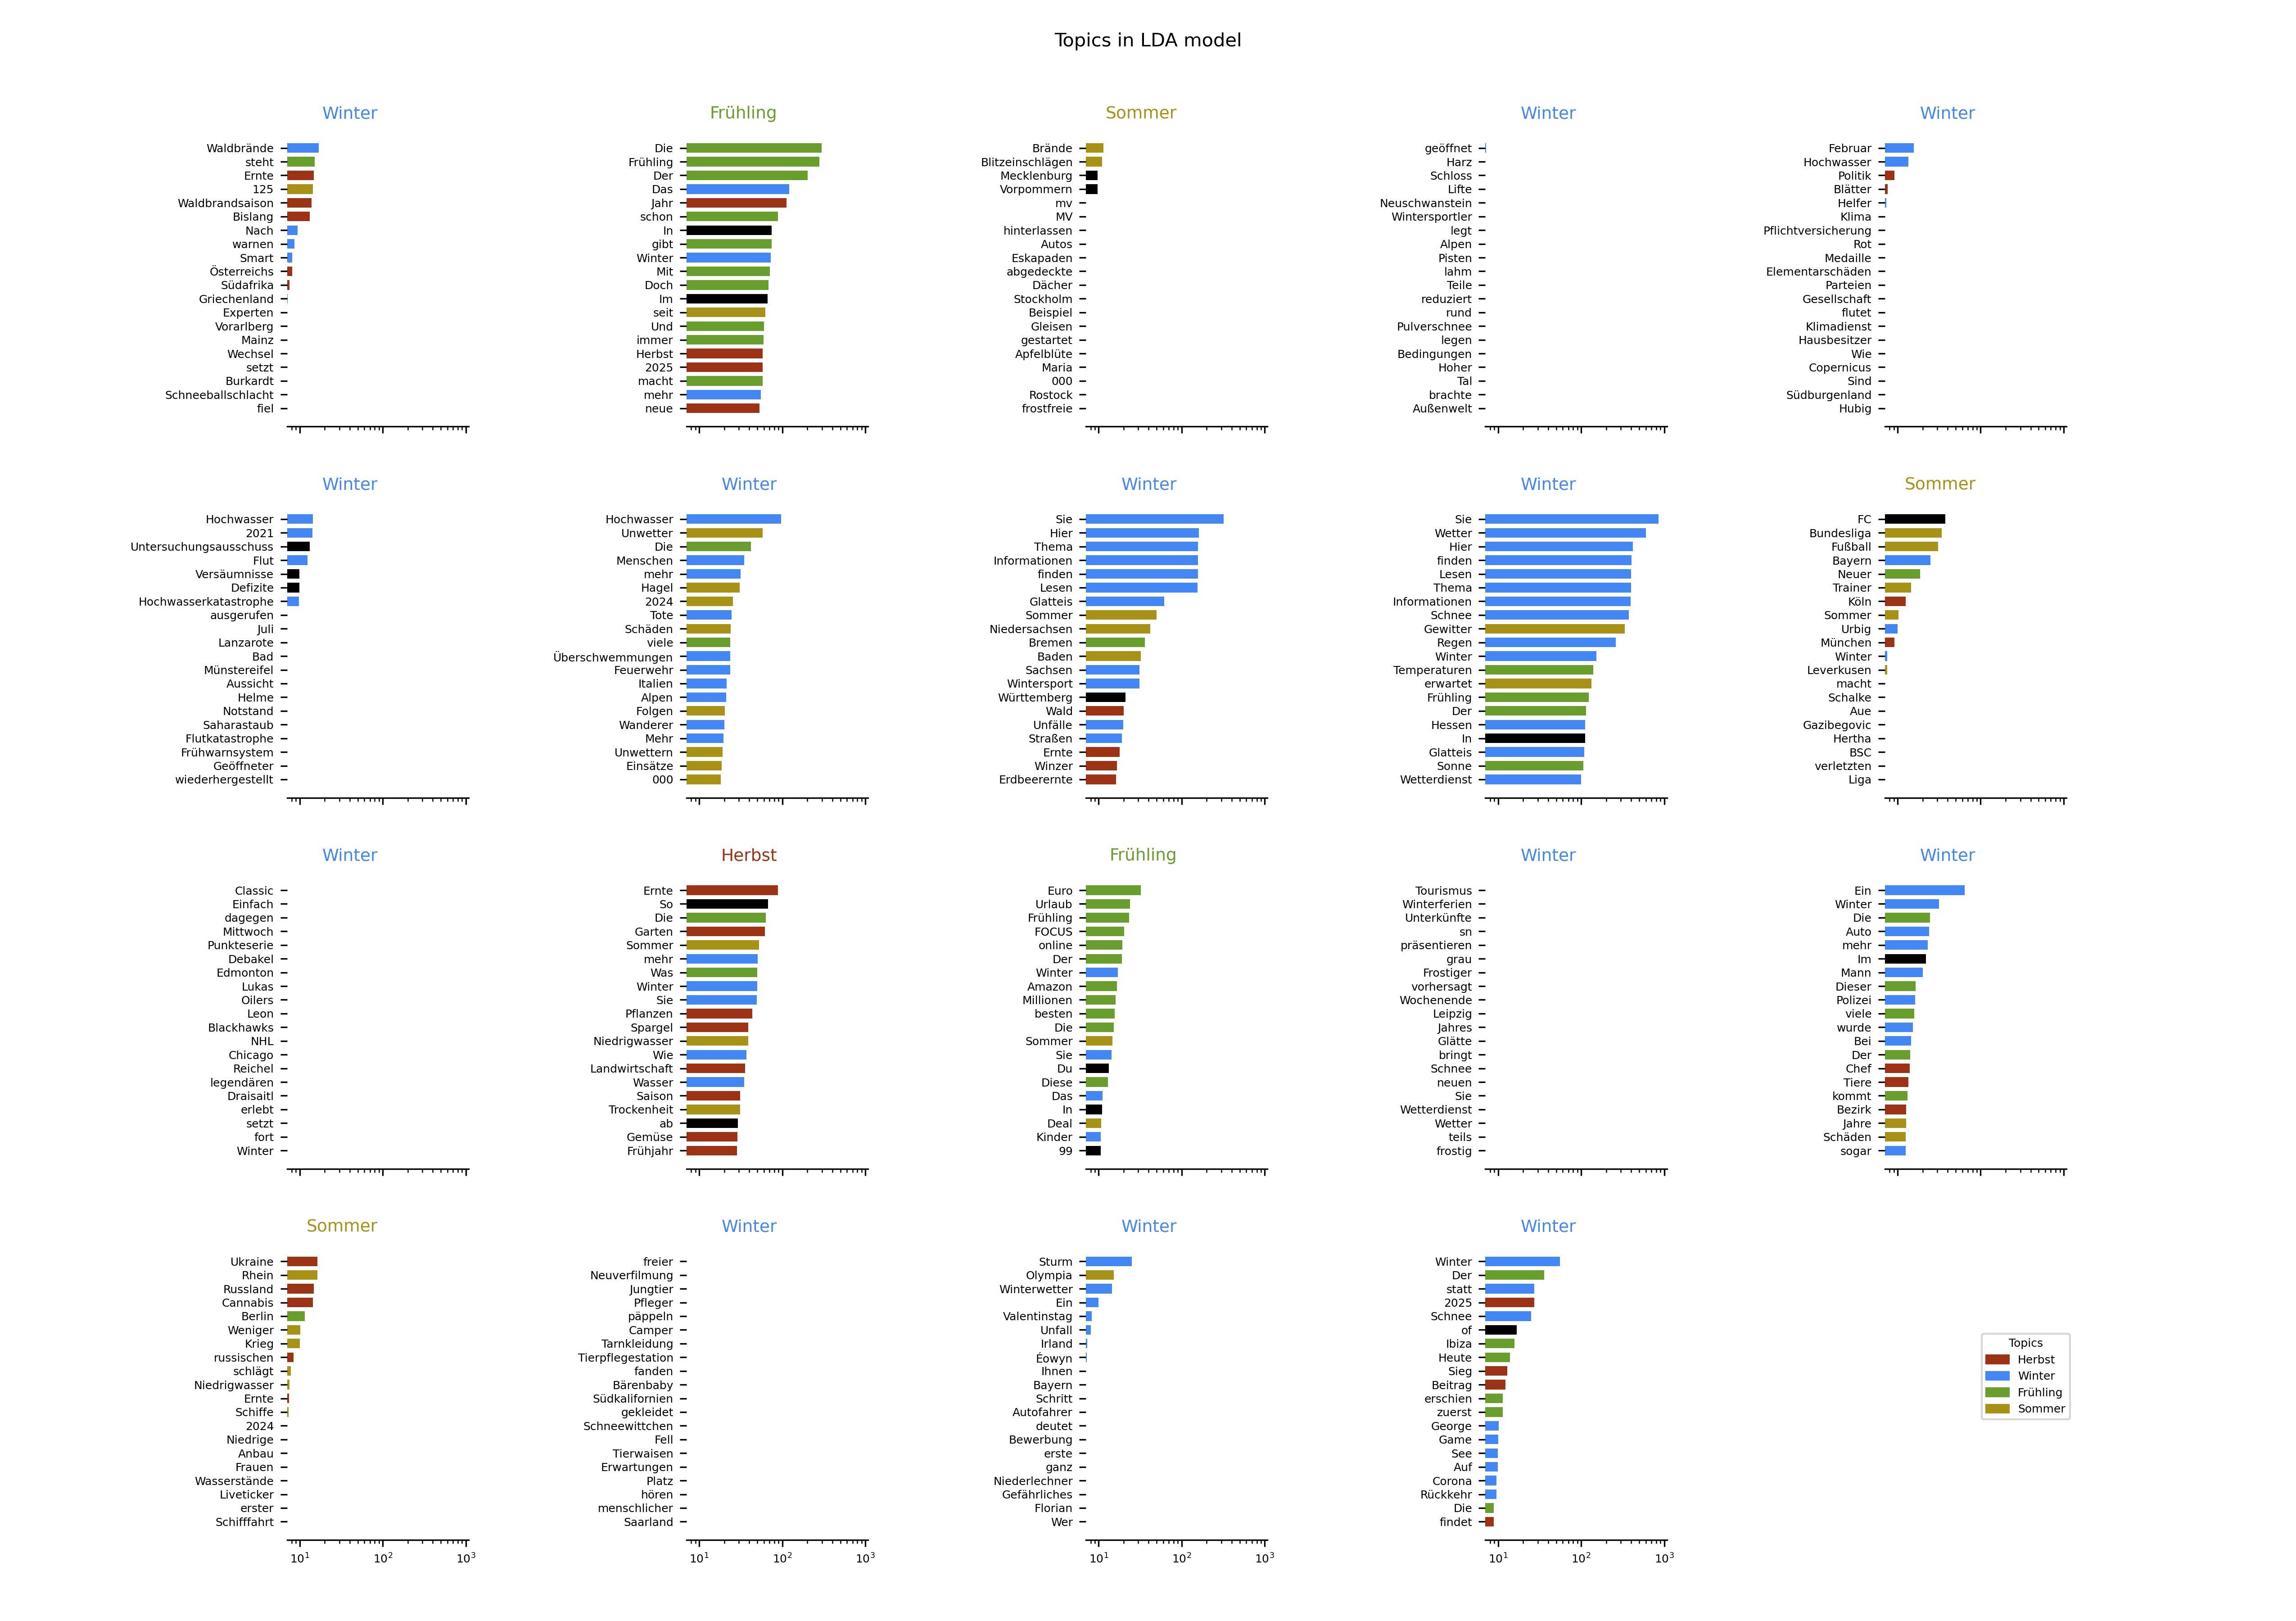 Topics in LDA model
Winter
Waldbrände
steht
Ernte
125
Waldbrandsaison
Bislang
Nach
warnen
Smart
Österreichs
Südafrika
Griechenland
Experten
Vorarlberg
Mainz
Wechsel
setzt
Burkardt
Schneeballschlacht
fiel
Frühling
Die
Frühling
Der
Das
Jahr
schon
In
gibt
Winter
Mit
Doch
Im
seit
Und
immer
Herbst
2025
macht
mehr
neue
Sommer
Brände
Blitzeinschlägen
Mecklenburg
Vorpommern
mv
MV
hinterlassen
Autos
Eskapaden
abgedeckte
Dächer
Stockholm
Beispiel
Gleisen
gestartet
Apfelblüte
Maria
000
Rostock
frostfreie
Winter
geöffnet
Harz
Schloss
Lifte
Neuschwanstein
Wintersportler
legt
Alpen
Pisten
lahm
Teile
reduziert
rund
Pulverschnee
legen
Bedingungen
Hoher
Tal
brachte
Außenwelt
Winter
Februar
Hochwasser
Politik
Blätter
Helfer
Klima
Pflichtversicherung
Rot
Medaille
Elementarschäden
Parteien
Gesellschaft
flutet
Klimadienst
Hausbesitzer
Wie
Copernicus
Sind
Südburgenland
Hubig
Winter
Hochwasser
2021
Untersuchungsausschuss
Flut
Versäumnisse
Defizite
Hochwasserkatastrophe
ausgerufen
Juli
Lanzarote
Bad
Münstereifel
Aussicht
Helme
Notstand
Saharastaub
Flutkatastrophe
Frühwarnsystem
Geöffneter
wiederhergestellt
Winter
Hochwasser
Unwetter
Die
Menschen
mehr
Hagel
2024
Tote
Schäden
viele
Überschwemmungen
Feuerwehr
Italien
Alpen
Folgen
Wanderer
Mehr
Unwettern
Einsätze
000
Winter
Sie
Hier
Thema
Informationen
finden
Lesen
Glatteis
Sommer
Niedersachsen
Bremen
Baden
Sachsen
Wintersport
Württemberg
Wald
Unfälle
Straßen
Ernte
Winzer
Erdbeerernte
Winter
Sie
Wetter
Hier
finden
Lesen
Thema
Informationen
Schnee
Gewitter
Regen
Winter
Temperaturen
erwartet
Frühling
Der
Hessen
In
Glatteis
Sonne
Wetterdienst
Sommer
FC
Bundesliga
Fußball
Bayern
Neuer
Trainer
Köln
Sommer
Urbig
München
Winter
Leverkusen
macht
Schalke
Aue
Gazibegovic
Hertha
BSC
verletzten
Liga
Winter
Classic
Einfach
dagegen
Mittwoch
Punkteserie
Debakel
Edmonton
Lukas
Oilers
Leon
Blackhawks
NHL
Chicago
Reichel
legendären
Draisaitl
erlebt
setzt
fort
Winter
Herbst
Ernte
So
Die
Garten
Sommer
mehr
Was
Winter
Sie
Pflanzen
Spargel
Niedrigwasser
Wie
Landwirtschaft
Wasser
Saison
Trockenheit
ab
Gemüse
Frühjahr
Frühling
Euro
Urlaub
Frühling
FOCUS
online
Der
Winter
Amazon
Millionen
besten
Die
Sommer
Sie
Du
Diese
Das
In
Deal
Kinder
99
Winter
Tourismus
Winterferien
Unterkünfte
sn
präsentieren
grau
Frostiger
vorhersagt
Wochenende
Leipzig
Jahres
Glätte
bringt
Schnee
neuen
Sie
Wetterdienst
Wetter
teils
frostig
Winter
Ein
Winter
Die
Auto
mehr
Im
Mann
Dieser
Polizei
viele
wurde
Bei
Der
Chef
Tiere
kommt
Bezirk
Jahre
Schäden
sogar
Sommer
Ukraine
Rhein
Russland
Cannabis
Berlin
Weniger
Krieg
russischen
schlägt
Niedrigwasser
Ernte
Schiffe
2024
Niedrige
Anbau
Frauen
Wasserstände
Liveticker
erster
Schifffahrt
10¹ 10² 10³
Winter
freier
Neuverfilmung
Jungtier
Pfleger
päppeln
Camper
Tarnkleidung
Tierpflegestation
fanden
Bärenbaby
Südkalifornien
gekleidet
Schneewittchen
Fell
Tierwaisen
Erwartungen
Platz
hören
menschlicher
Saarland
10¹ 10² 10³
Winter
Sturm
Olympia
Winterwetter
Ein
Valentinstag
Unfall
Irland
Éowyn
Ihnen
Bayern
Schritt
Autofahrer
deutet
Bewerbung
erste
ganz
Niederlechner
Gefährliches
Florian
Wer
10¹ 10² 10³
Winter
Winter
Der
statt
2025
Schnee
of
Ibiza
Heute
Sieg
Beitrag
erschien
zuerst
George
Game
See
Auf
Corona
Rückkehr
Die
findet
10¹ 10² 10³
Topics
Herbst
Winter
Frühling
Sommer